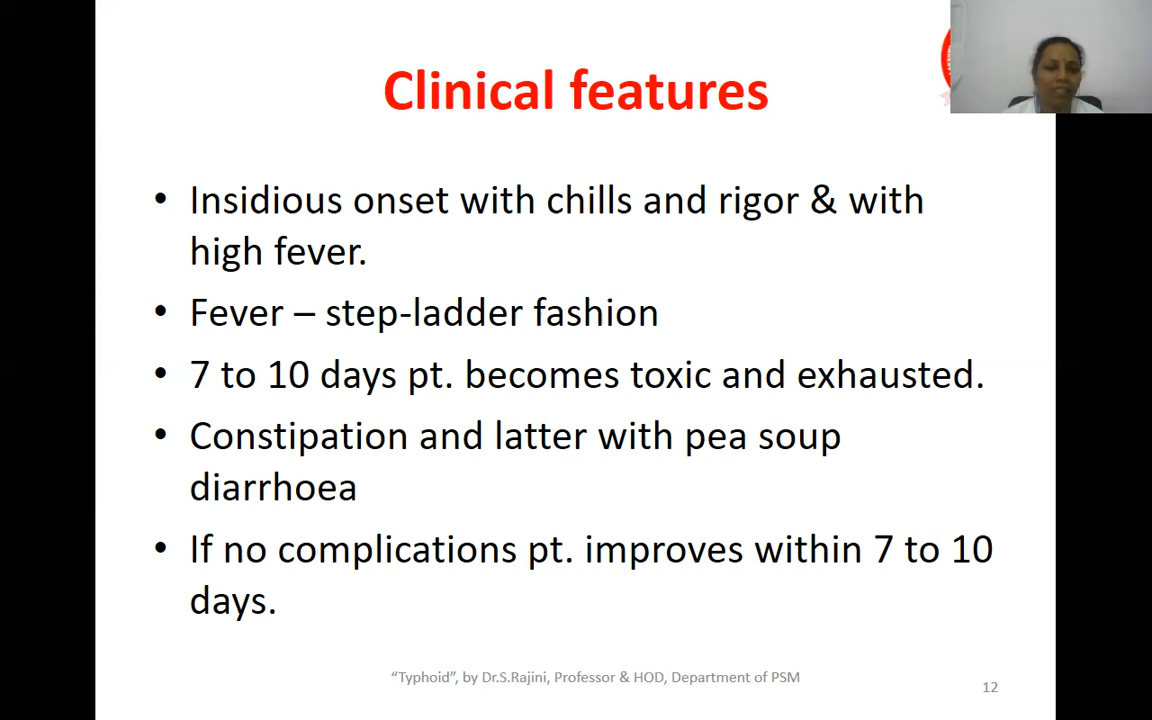 Clinical features
• Insidious onset with chills and rigor & with
high fever.
• Fever – step-ladder fashion
• 7 to 10 days pt. becomes toxic and exhausted.
• Constipation and latter with pea soup
diarrhoea
• If no complications pt. improves within 7 to 10
days.
“Typhoid”, by Dr.S.Rajini, Professor & HOD, Department of PSM
12